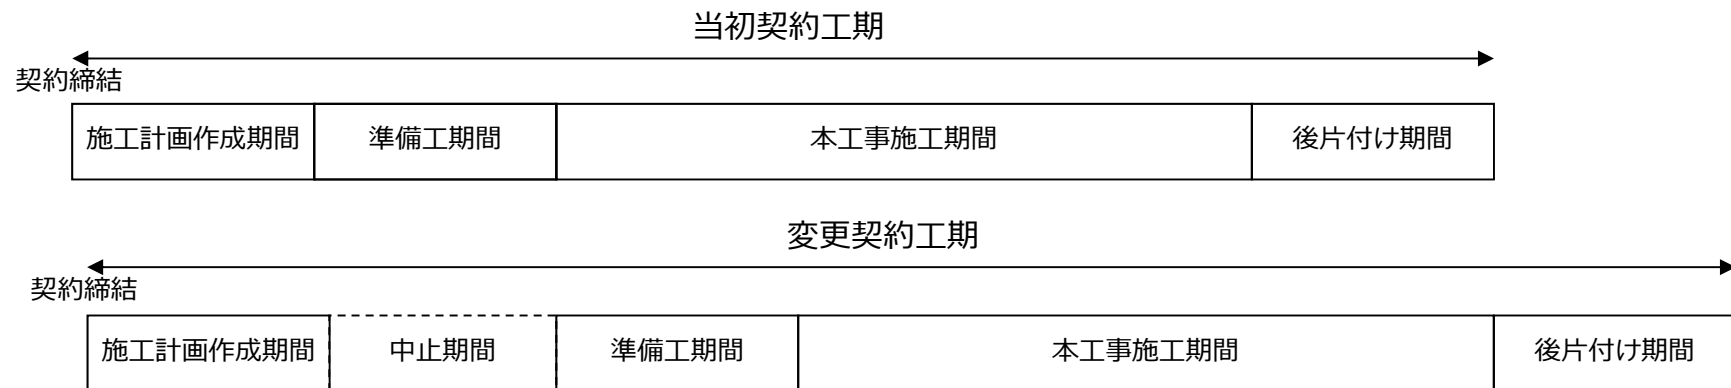 当初契約工期
契約締結
施工計画作成期間 準備工期間 本工事施工期間 後片付け期間
変更契約工期
契約締結
施工計画作成期間 中止期間 準備工期間 本工事施工期間 後片付け期間